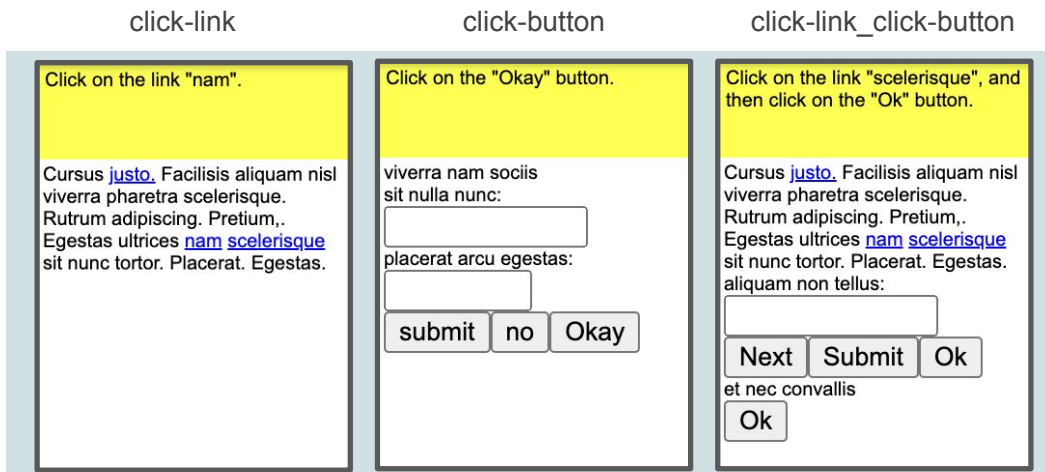 click-link
click-button
click-link_click-button
Click on the link "nam".
Cursus justo. Facilisis aliquam nisl
viverra pharetra scelerisque.
Rutrum adipiscing. Pretium,.
Egestas ultrices nam scelerisque
sit nunc tortor. Placerat. Egestas.
Click on the "Okay" button.
viverra nam sociis
sit nulla nunc:
placerat arcu egestas:
submit no Okay
Click on the link "scelerisque", and
then click on the "Ok" button.
Cursus justo. Facilisis aliquam nisl
viverra pharetra scelerisque.
Rutrum adipiscing. Pretium,.
Egestas ultrices nam scelerisque
sit nunc tortor. Placerat. Egestas.
aliquam non tellus:
Next Submit Ok
et nec convallis
Ok